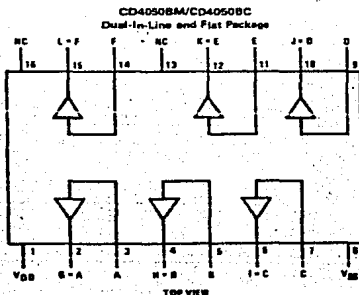 CD4050BM/CD4050BC
Dual-In-Line and Flat Package
NC L=F F NC K=E E J=D D
16 15 14 13 12 11 10 9
1 2 3 4 5 6 7 8
VDD G=A A H=B B I=C C VSS
TOP VIEW